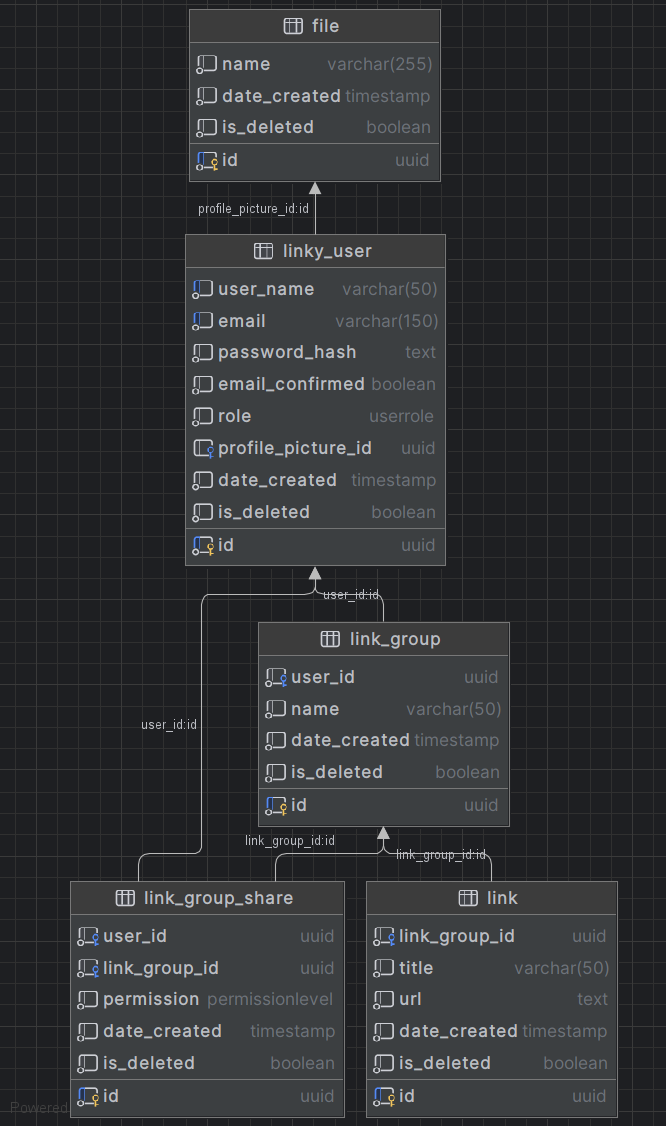 file
name varchar(255)
date_created timestamp
is_deleted boolean
id uuid
profile_picture_id:id
linky_user
user_name varchar(50)
email varchar(150)
password_hash text
email_confirmed boolean
role userrole
profile_picture_id uuid
date_created timestamp
is_deleted boolean
id uuid
user_id:id
link_group
user_id uuid
name varchar(50)
date_created timestamp
is_deleted boolean
id uuid
user_id:id
link_group_id:id
link_group_id:id
link_group_share
user_id uuid
link_group_id uuid
permission permissionlevel
date_created timestamp
is_deleted boolean
id uuid
link
link_group_id uuid
title varchar(50)
url text
date_created timestamp
is_deleted boolean
id uuid
Powered